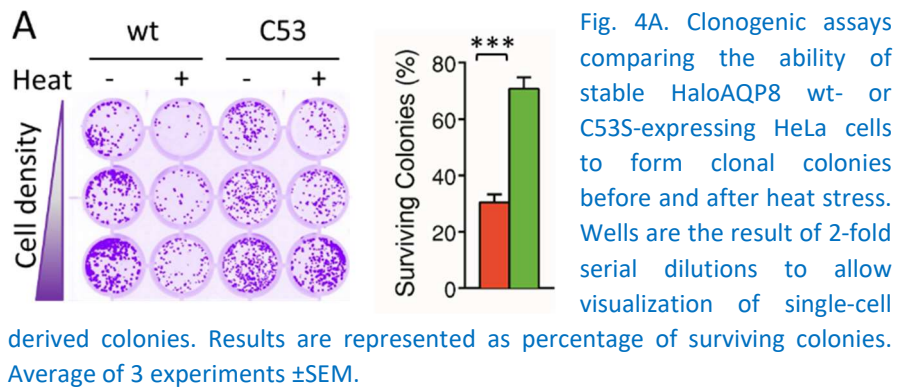 A
wt C53
Heat - + - +
Cell density
Surviving Colonies (%)
80
60
40
20
0
***
Fig. 4A. Clonogenic assays
comparing the ability of
stable HaloAQP8 wt- or
C53S-expressing HeLa cells
to form clonal colonies
before and after heat stress.
Wells are the result of 2-fold
serial dilutions to allow
visualization of single-cell
derived colonies. Results are represented as percentage of surviving colonies.
Average of 3 experiments ±SEM.